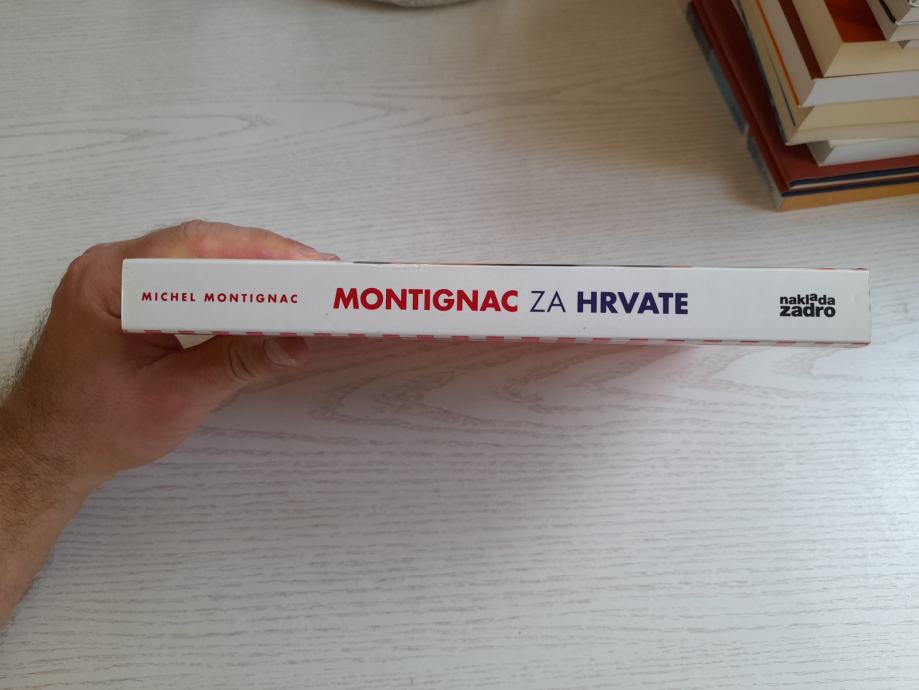 MICHEL MONTIGNAC
MONTIGNAC ZA HRVATE
naklada
zadro